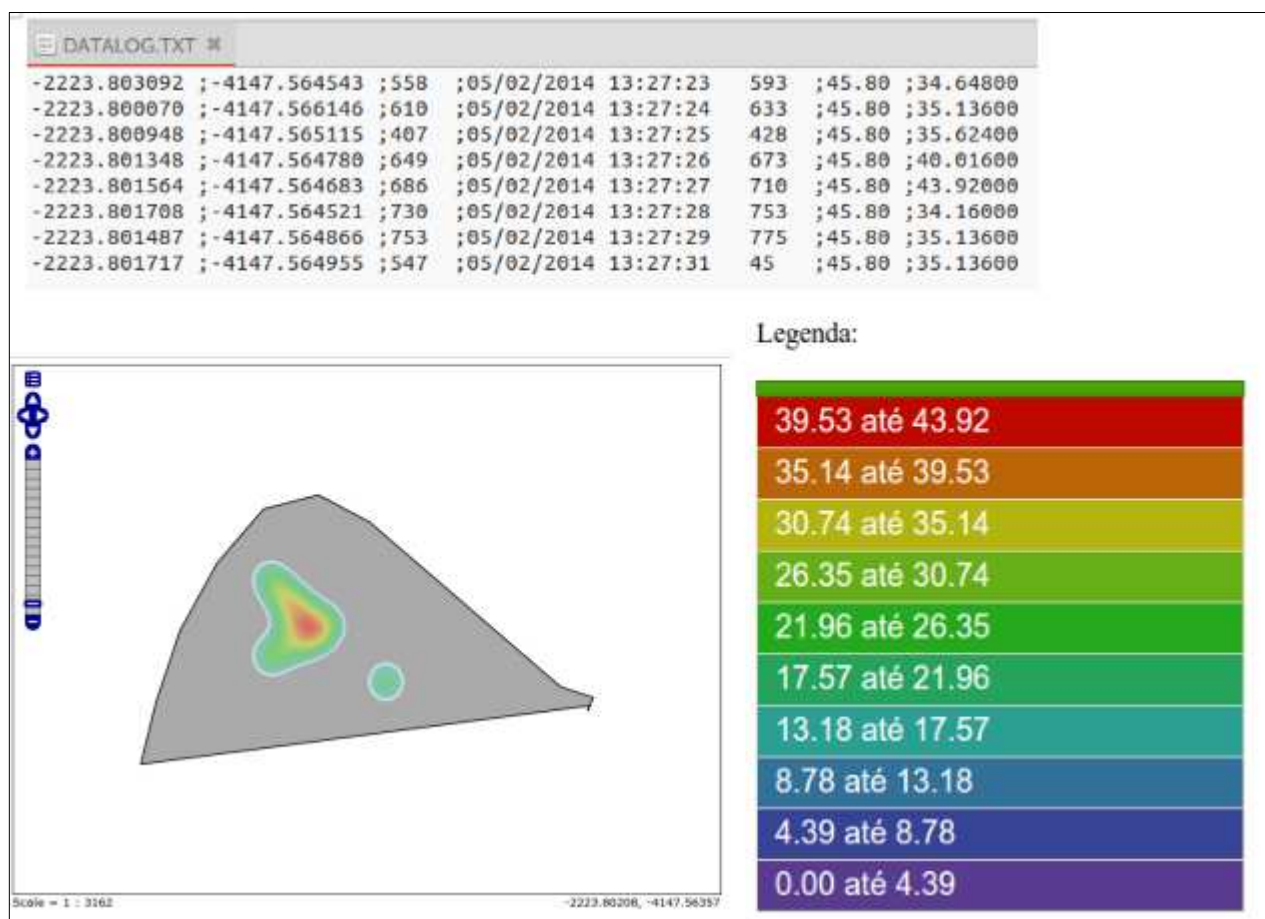 DATALOG.TXT ✖
-2223.803092 ;-4147.564543 ;558 ;05/02/2014 13:27:23 593 ;45.80 ;34.64800
-2223.800070 ;-4147.566146 ;610 ;05/02/2014 13:27:24 633 ;45.80 ;35.13600
-2223.800948 ;-4147.565115 ;407 ;05/02/2014 13:27:25 428 ;45.80 ;35.62400
-2223.801348 ;-4147.564780 ;649 ;05/02/2014 13:27:26 673 ;45.80 ;40.01600
-2223.801564 ;-4147.564683 ;686 ;05/02/2014 13:27:27 710 ;45.80 ;43.92000
-2223.801708 ;-4147.564521 ;730 ;05/02/2014 13:27:28 753 ;45.80 ;34.16000
-2223.801487 ;-4147.564866 ;753 ;05/02/2014 13:27:29 775 ;45.80 ;35.13600
-2223.801717 ;-4147.564955 ;547 ;05/02/2014 13:27:31 45 ;45.80 ;35.13600
Legenda:
39.53 até 43.92
35.14 até 39.53
30.74 até 35.14
26.35 até 30.74
21.96 até 26.35
17.57 até 21.96
13.18 até 17.57
8.78 até 13.18
4.39 até 8.78
0.00 até 4.39
Scale = 1 : 3162
-2223.80208, -4147.56357